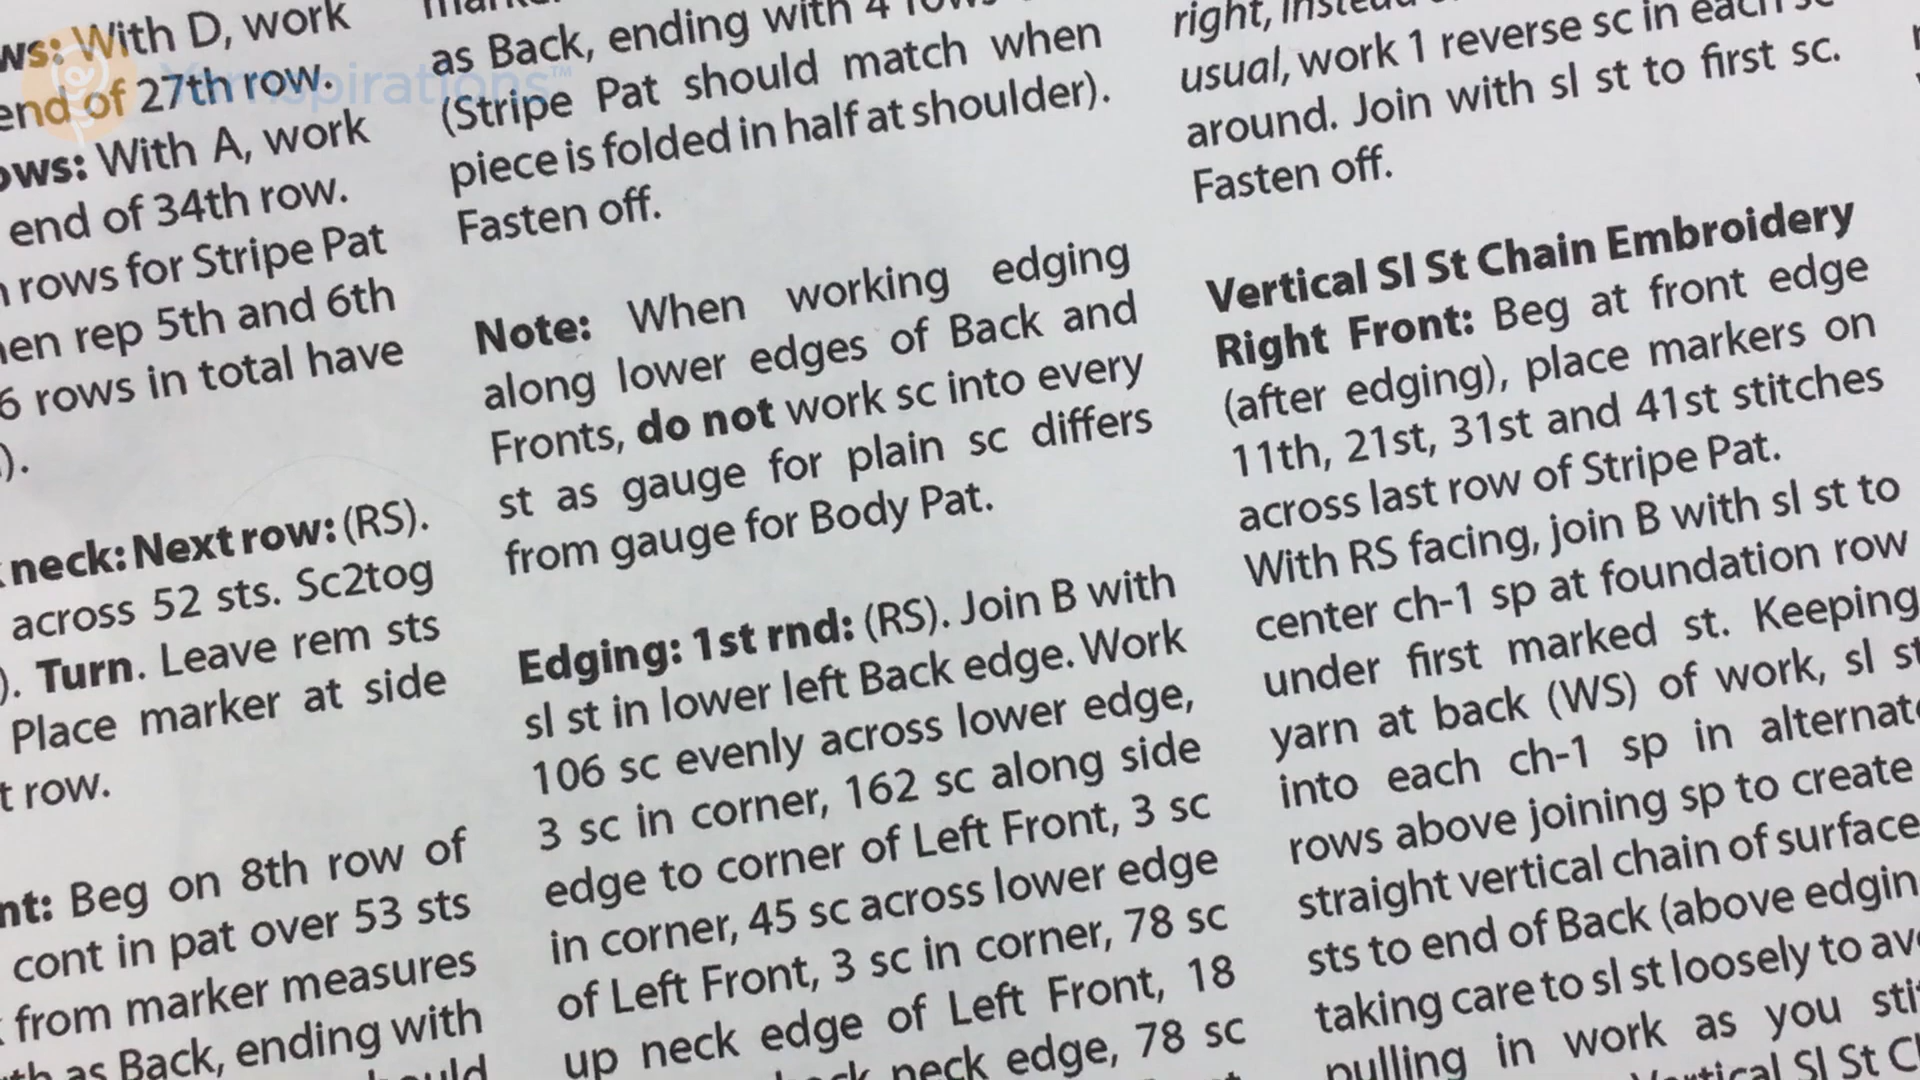 ws: With D, work
end of 27th row.
ows: With A, work
end of 34th row.
rows for Stripe Pat
en rep 5th and 6th
6 rows in total have
).
neck: Next row: (RS).
across 52 sts. Sc2tog
). Turn. Leave rem sts
Place marker at side
t row.
nt: Beg on 8th row of
cont in pat over 53 sts
from marker measures
th as Back, ending with
as Back, ending with 4
(Stripe Pat should match when
piece is folded in half at shoulder).
Fasten off.
Note: When working edging
along lower edges of Back and
Fronts, do not work sc into every
st as gauge for plain sc differs
from gauge for Body Pat.
Edging: 1st rnd: (RS). Join B with
sl st in lower left Back edge. Work
106 sc evenly across lower edge,
3 sc in corner, 162 sc along side
edge to corner of Left Front, 3 sc
in corner, 45 sc across lower edge
of Left Front, 3 sc in corner, 78 sc
up neck edge of Left Front, 18
neck edge, 78 sc
right,
usual, work 1 reverse sc in each sc
around. Join with sl st to first sc.
Fasten off.
Vertical Sl St Chain Embroidery
Right Front: Beg at front edge
(after edging), place markers on
11th, 21st, 31st and 41st stitches
across last row of Stripe Pat.
With RS facing, join B with sl st to
center ch-1 sp at foundation row
under first marked st. Keeping
yarn at back (WS) of work, sl st
into each ch-1 sp in alternate
rows above joining sp to create
straight vertical chain of surface
sts to end of Back (above edgin
taking care to sl st loosely to avo
pulling in work as you sti
Vertical Sl St C
Yarnspirations™